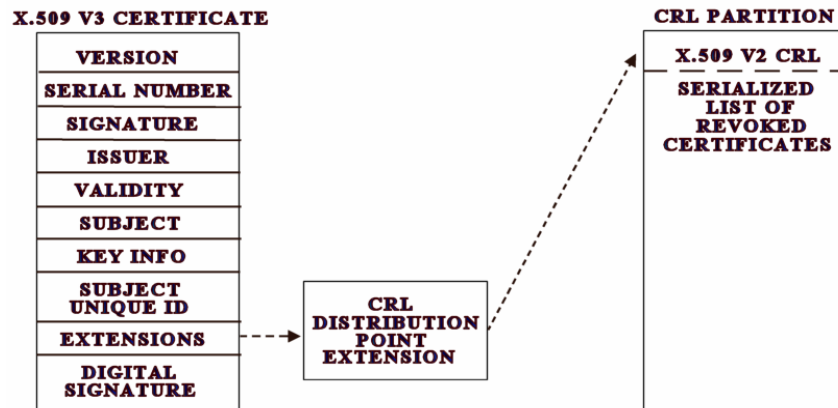 X.509 V3 CERTIFICATE
VERSION
SERIAL NUMBER
SIGNATURE
ISSUER
VALIDITY
SUBJECT
KEY INFO
SUBJECT
UNIQUE ID
EXTENSIONS
DIGITAL
SIGNATURE
CRL
DISTRIBUTION
POINT
EXTENSION
CRL PARTITION
X.509 V2 CRL
SERIALIZED
LIST OF
REVOKED
CERTIFICATES